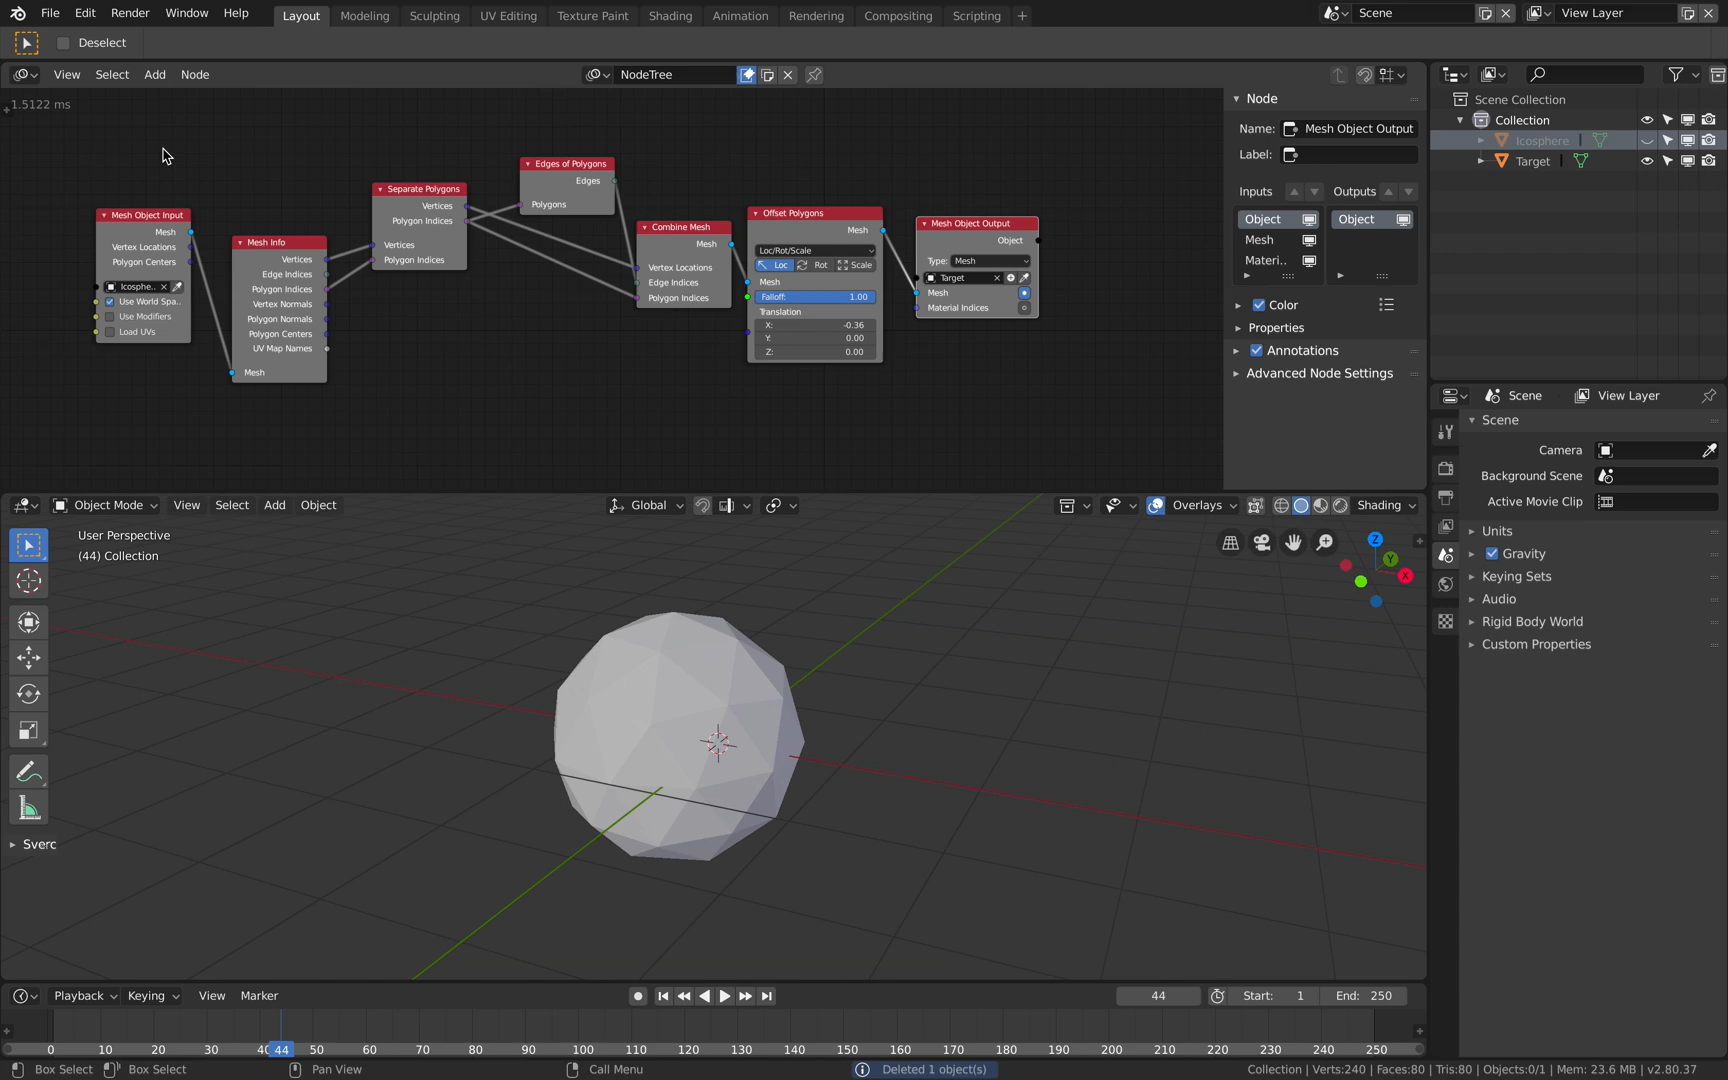 File Edit Render Window Help Layout Modeling Sculpting UV Editing Texture Paint Shading Animation Rendering Compositing Scripting + Scene View Layer
Deselect
View Select Add Node NodeTree
1.5122 ms
Mesh Object Input
Mesh
Vertex Locations
Polygon Centers
Icosphe..
Use World Spa..
Use Modifiers
Load UVs
Mesh Info
Vertices
Edge Indices
Polygon Indices
Vertex Normals
Polygon Normals
Polygon Centers
UV Map Names
Mesh
Separate Polygons
Vertices
Polygon Indices
Vertices
Polygon Indices
Edges of Polygons
Edges
Polygons
Combine Mesh
Mesh
Vertex Locations
Edge Indices
Polygon Indices
Offset Polygons
Mesh
Loc/Rot/Scale
Loc Rot Scale
Mesh
Falloff: 1.00
Translation
X: -0.36
Y: 0.00
Z: 0.00
Mesh Object Output
Object
Type: Mesh
Target
Mesh
Material Indices
Node
Name: Mesh Object Output
Label:
Inputs Outputs
Object Object
Mesh
Materi..
Color
Properties
Annotations
Advanced Node Settings
Scene Collection
Collection
Icosphere
Target
Scene View Layer
Scene
Camera
Background Scene
Active Movie Clip
Units
Gravity
Keying Sets
Audio
Rigid Body World
Custom Properties
Object Mode View Select Add Object Global Overlays Shading
User Perspective
(44) Collection
Z
Y
X
Sverc
Playback Keying View Marker 44 Start: 1 End: 250
0 10 20 30 40 44 50 60 70 80 90 100 110 120 130 140 150 160 170 180 190 200 210 220 230 240 250
Box Select Box Select Pan View Call Menu Deleted 1 object(s) Collection | Verts:240 | Faces:80 | Tris:80 | Objects:0/1 | Mem: 23.6 MB | v2.80.37